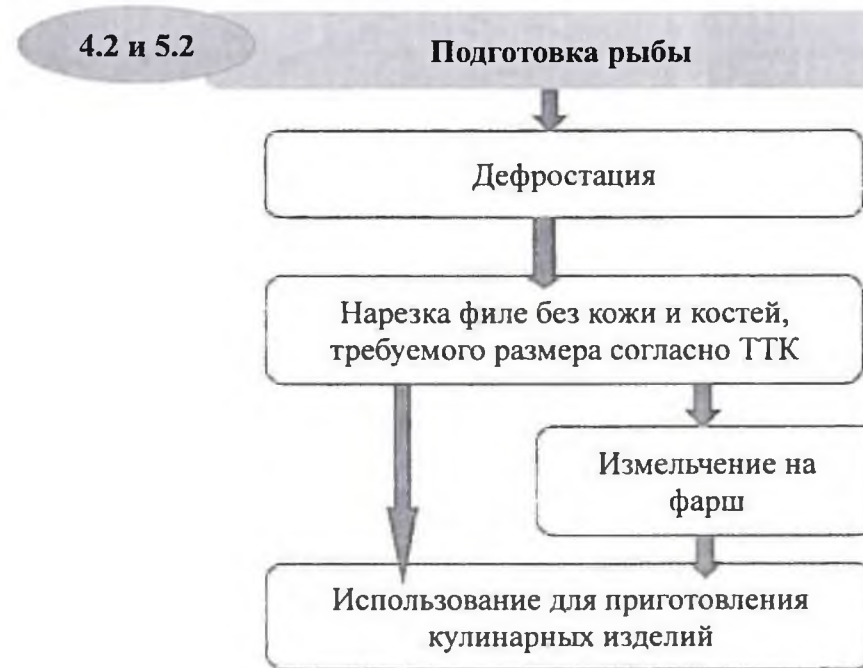 4.2 и 5.2
Подготовка рыбы
Дефростация
Нарезка филе без кожи и костей,
требуемого размера согласно ТТК
Измельчение на
фарш
Использование для приготовления
кулинарных изделий